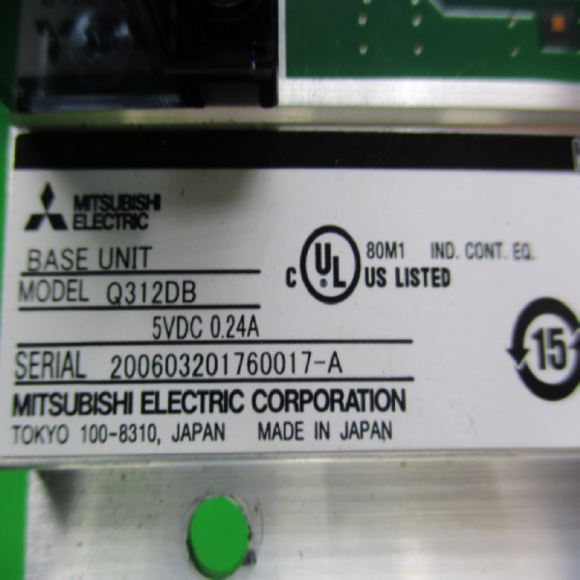 MITSUBISHI
ELECTRIC
BASE UNIT
MODEL Q312DB
5VDC 0.24A
SERIAL 200603201760017-A
C UL ® US LISTED
80M1 IND. CONT. EQ.
15
MITSUBISHI ELECTRIC CORPORATION
TOKYO 100-8310, JAPAN MADE IN JAPAN